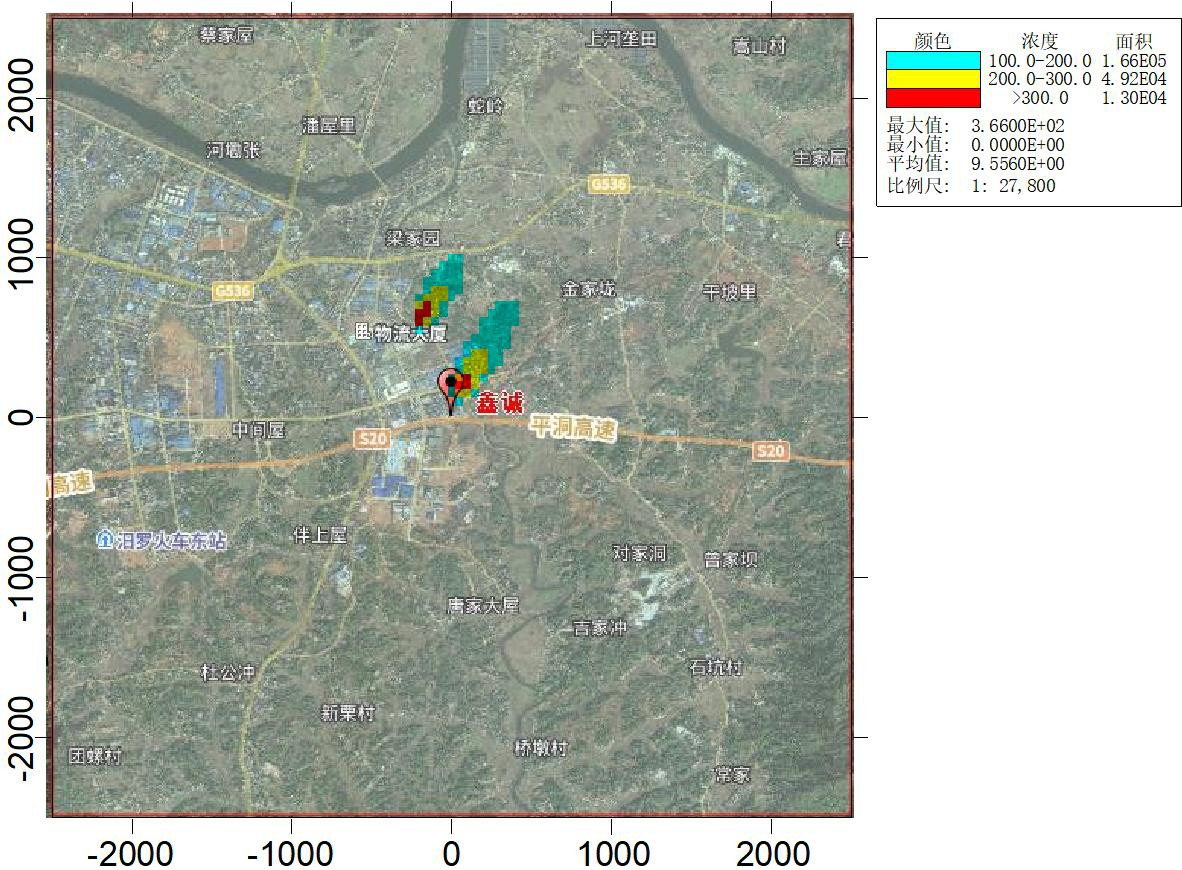 蔡家屋
上河垄田
嵩山村
2000
蛇岭
潘屋里
河墈张
G536
梁家园
1000
G536
金家垅
干坡里
物流大厦
鑫诚
0
中间屋
S20
平洞高速
S20
高速
汨罗火车东站
伴上屋
对家洞
曾家坝
-1000
唐家大屋
吉家冲
杜公冲
石坑村
新栗村
-2000
团螺村
桥墩村
常家
-2000 -1000 0 1000 2000
颜色 浓度 面积
100.0-200.0 1.66E05
200.0-300.0 4.92E04
>300.0 1.30E04
最大值: 3.6600E+02
最小值: 0.0000E+00
平均值: 9.5560E+00
比例尺: 1: 27,800